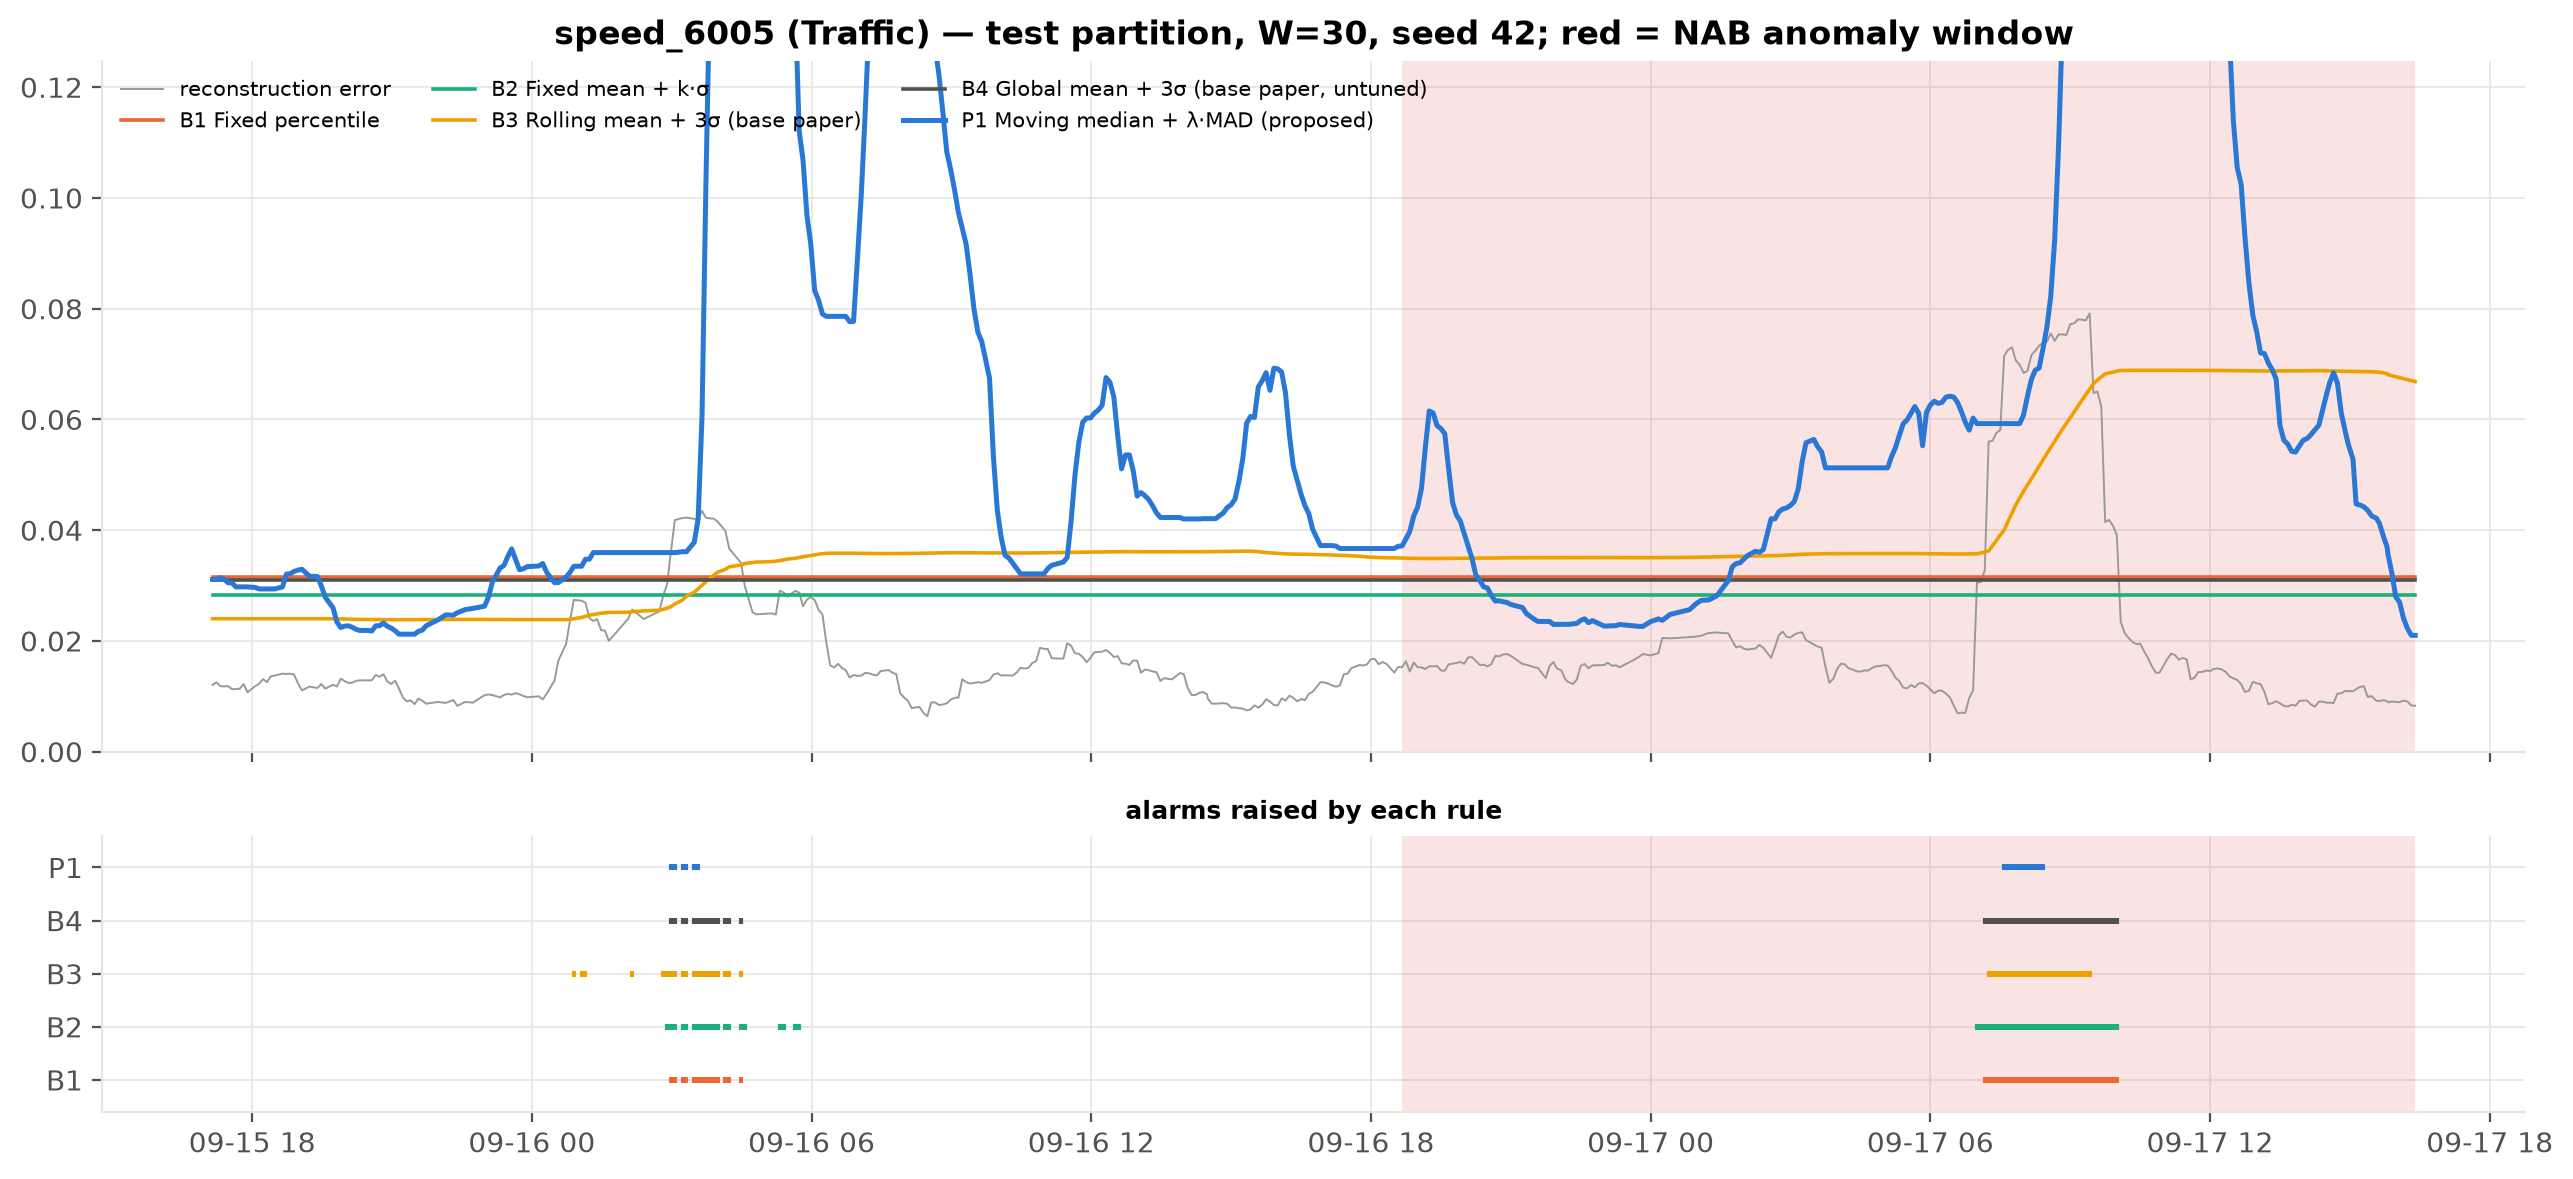 speed_6005 (Traffic) — test partition, W=30, seed 42; red = NAB anomaly window
reconstruction error
B1 Fixed percentile
B2 Fixed mean + k·σ
B3 Rolling mean + 3σ (base paper)
B4 Global mean + 3σ (base paper, untuned)
P1 Moving median + λ·MAD (proposed)
0.12
0.10
0.08
0.06
0.04
0.02
0.00
alarms raised by each rule
P1
B4
B3
B2
B1
09-15 18
09-16 00
09-16 06
09-16 12
09-16 18
09-17 00
09-17 06
09-17 12
09-17 18